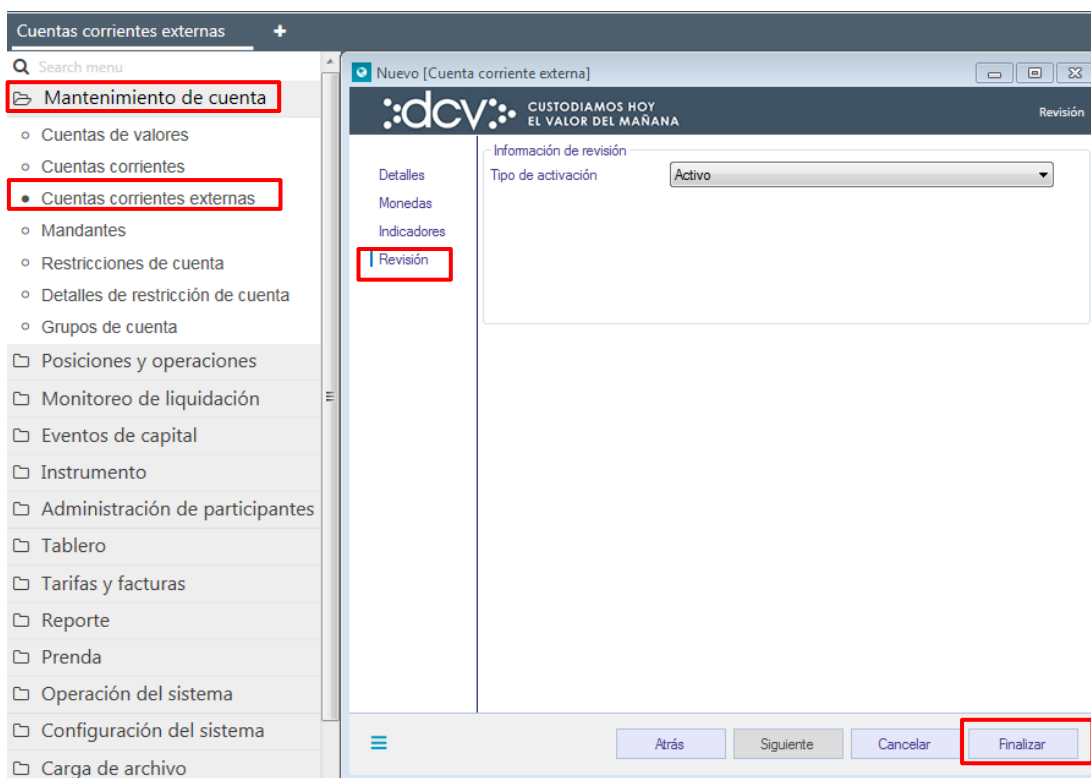 Cuentas corrientes externas +
Search menu
Mantenimiento de cuenta
Cuentas de valores
Cuentas corrientes
Cuentas corrientes externas
Mandantes
Restricciones de cuenta
Detalles de restricción de cuenta
Grupos de cuenta
Posiciones y operaciones
Monitoreo de liquidación
Eventos de capital
Instrumento
Administración de participantes
Tablero
Tarifas y facturas
Reporte
Prenda
Operación del sistema
Configuración del sistema
Carga de archivo
Nuevo [Cuenta corriente externa]
dcv CUSTODIAMOS HOY
EL VALOR DEL MAÑANA
Revisión
Detalles
Monedas
Indicadores
Revisión
Información de revisión
Tipo de activación Activo
Atrás Siguiente Cancelar Finalizar